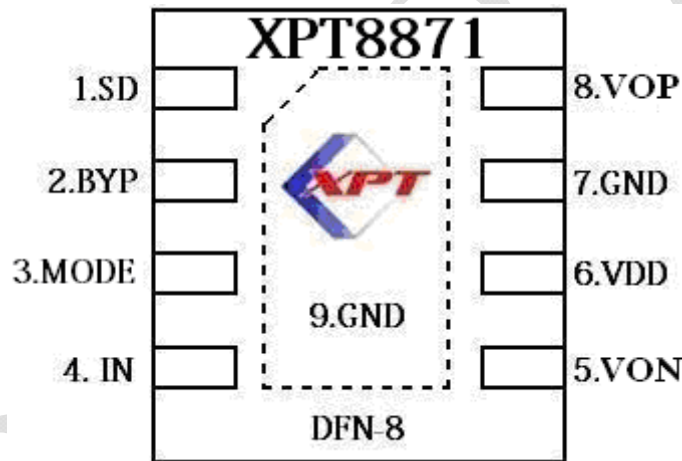 XPT8871
1.SD
8.VOP
2.BYP
7.GND
XPT
3.MODE
6.VDD
9.GND
4. IN
5.VON
DFN-8